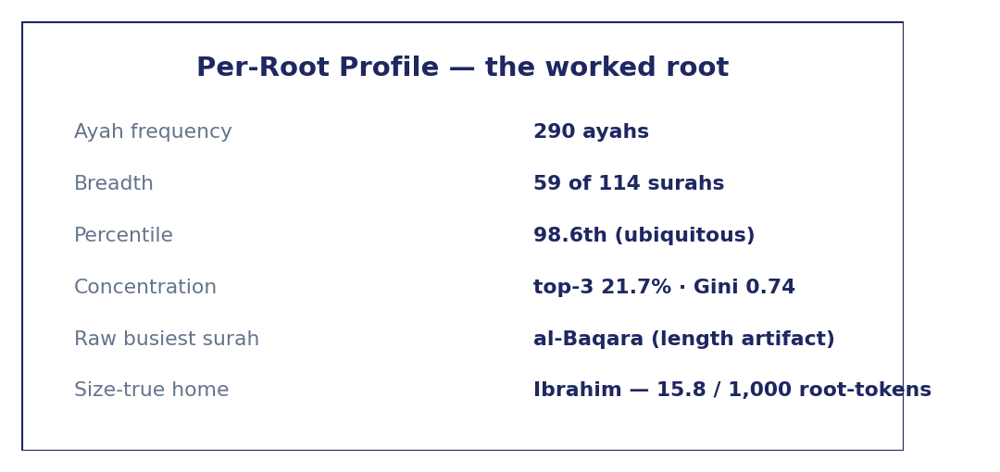 Per-Root Profile — the worked root
Ayah frequency 290 ayahs
Breadth 59 of 114 surahs
Percentile 98.6th (ubiquitous)
Concentration top-3 21.7% · Gini 0.74
Raw busiest surah al-Baqara (length artifact)
Size-true home Ibrahim — 15.8 / 1,000 root-tokens